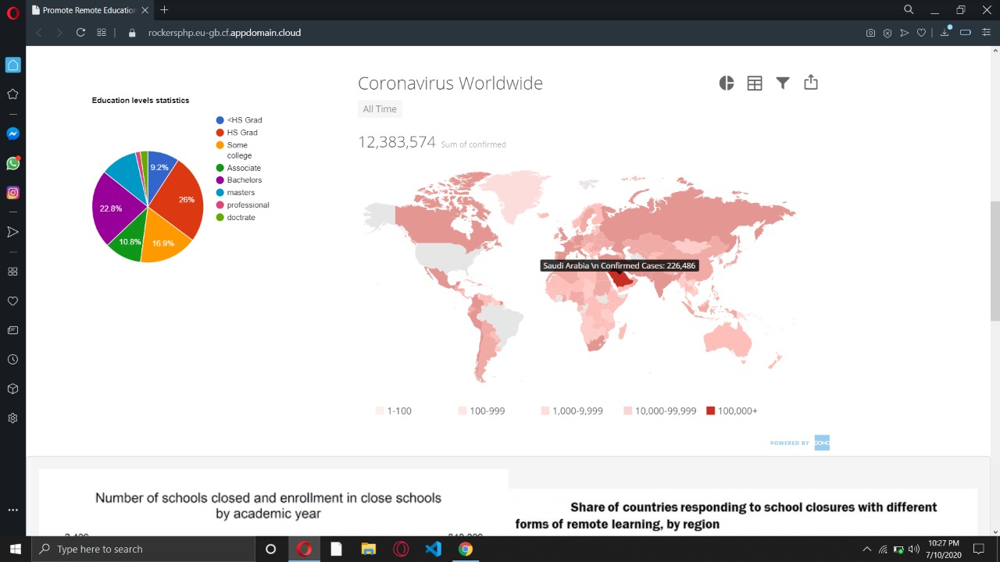 Promote Remote Education
rockersphp.eu-gb.cf.appdomain.cloud
Education levels statistics
<HS Grad
HS Grad
Some
college
Associate
Bachelors
masters
professional
doctrate
9.2%
26%
16.9%
10.8%
22.8%
Coronavirus Worldwide
All Time
12,383,574 Sum of confirmed
Saudi Arabia \n Confirmed Cases: 226,486
1-100
100-999
1,000-9,999
10,000-99,999
100,000+
POWERED BY DOMO
Number of schools closed and enrollment in close schools
by academic year
Share of countries responding to school closures with different
forms of remote learning, by region
Type here to search
10:27 PM
7/10/2020